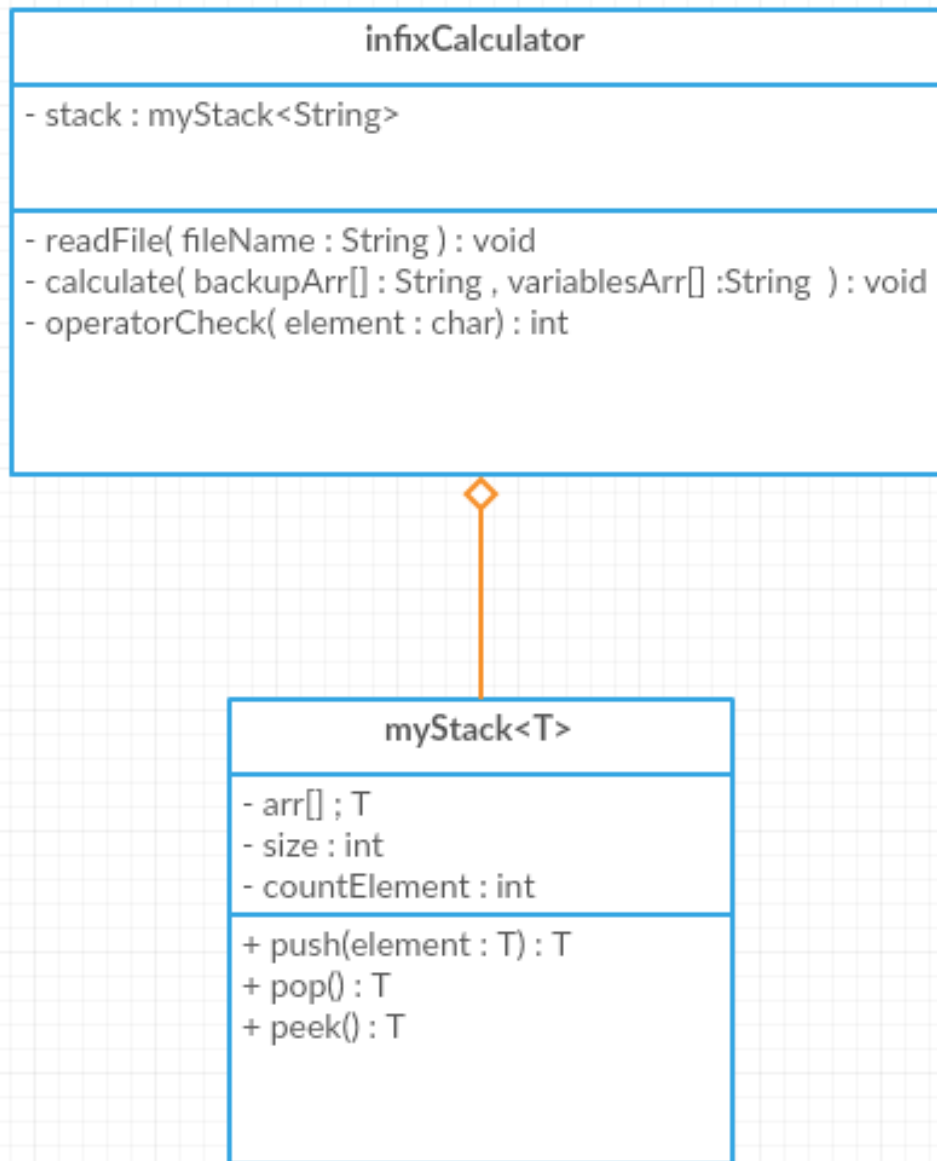 infixCalculator
- stack : myStack<String>
- readFile( fileName : String ) : void
- calculate( backupArr[] : String , variablesArr[] :String  ) : void
- operatorCheck( element : char) : int
myStack<T>
- arr[] ; T
- size : int
- countElement : int
+ push(element : T) : T
+ pop() : T
+ peek() : T